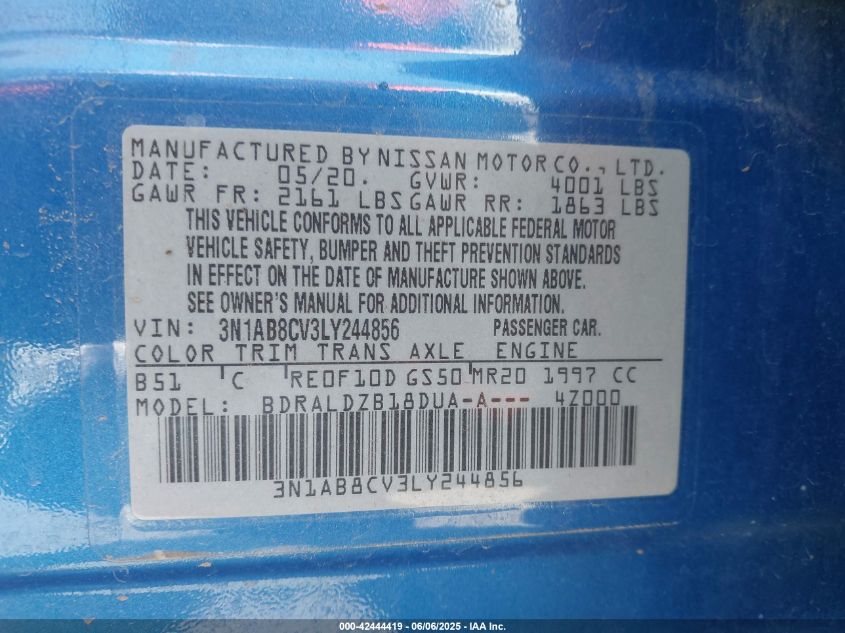 MANUFACTURED BY NISSAN MOTOR CO., LTD.
DATE: 05/20. GVWR: 4001 LBS
GAWR FR: 2161 LBS GAWR RR: 1863 LBS
THIS VEHICLE CONFORMS TO ALL APPLICABLE FEDERAL MOTOR
VEHICLE SAFETY, BUMPER AND THEFT PREVENTION STANDARDS
IN EFFECT ON THE DATE OF MANUFACTURE SHOWN ABOVE.
SEE OWNER'S MANUAL FOR ADDITIONAL INFORMATION.
VIN: 3N1AB8CV3LY244856 PASSENGER CAR.
COLOR TRIM TRANS AXLE ENGINE
B51 C RE0F10D GS50 MR20 1997 CC
MODEL: BDRALDZB18DUA-A--- 4Z000
3N1AB8CV3LY244856
000-42444419 - 06/06/2025 - IAA Inc.